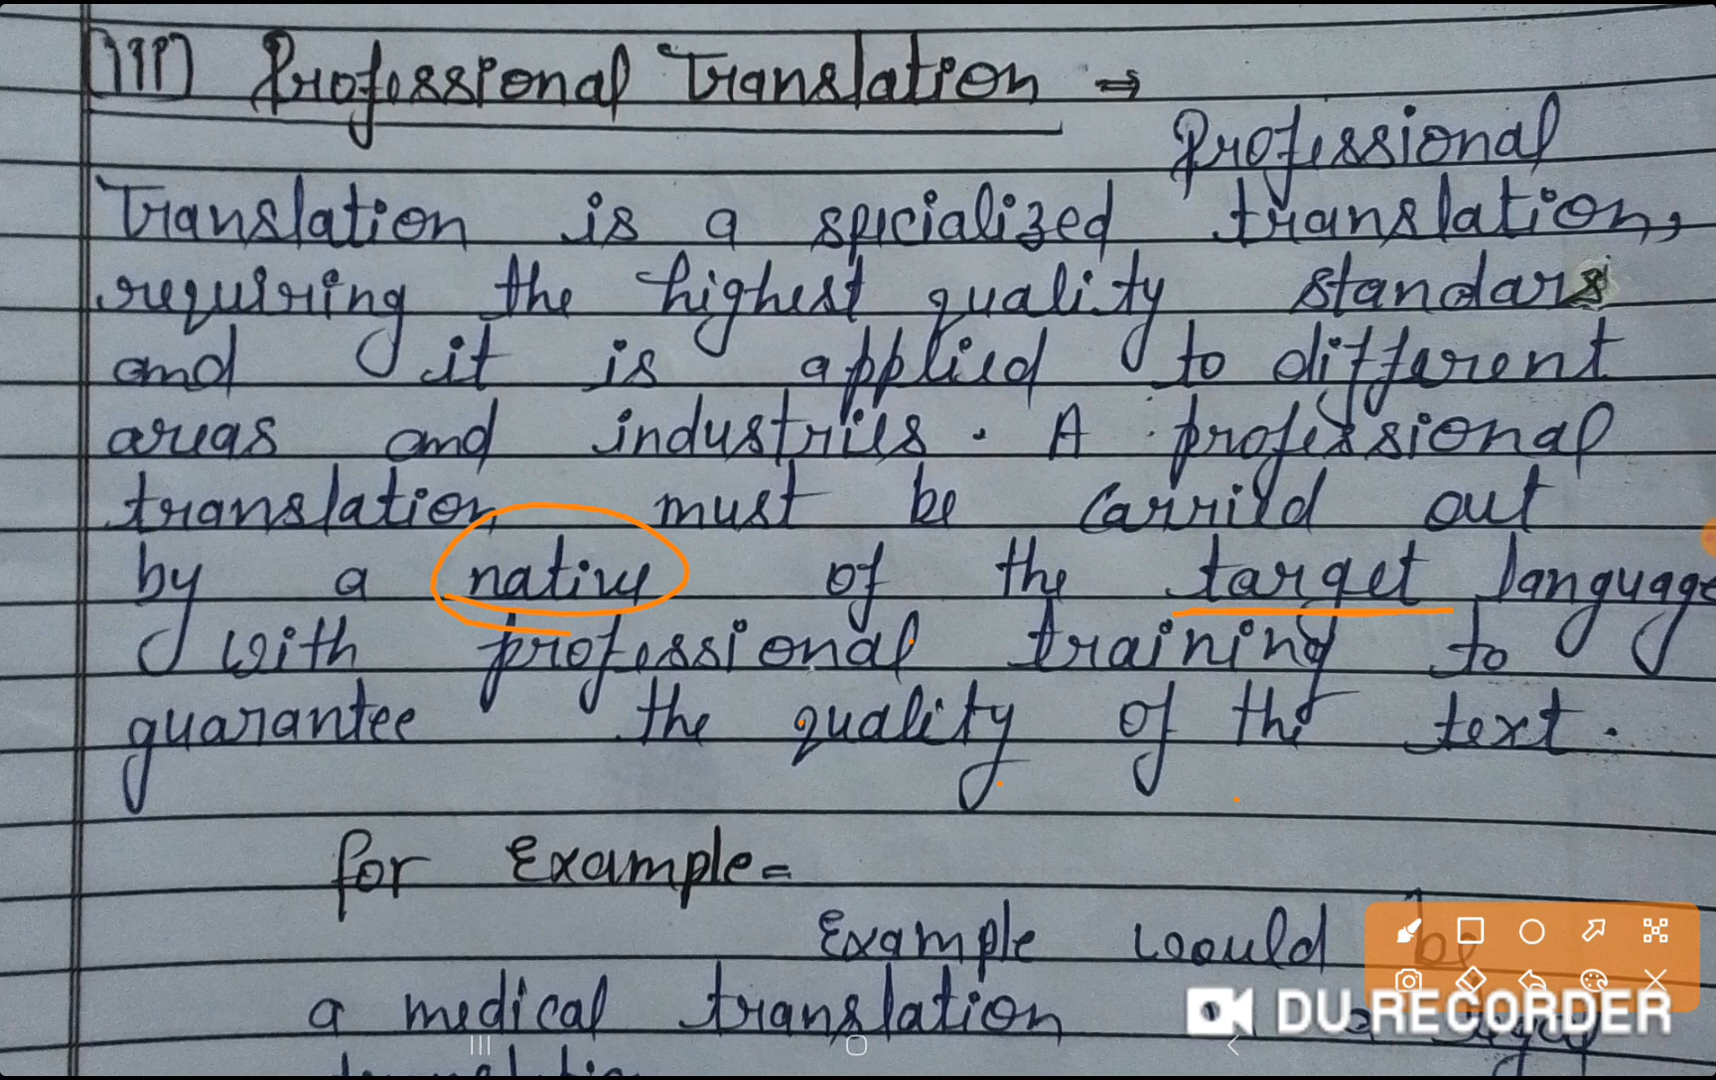 III) Professional Translation ⇒
Professional
Translation is a specialized translation,
requiring the highest quality standars
and it is applied to different
areas and industries. A professional
translation must be carried out
by a native of the target language
with professional training to
guarantee the quality of the text.
for Example=
Example would be
a medical translation
DU RECORDER